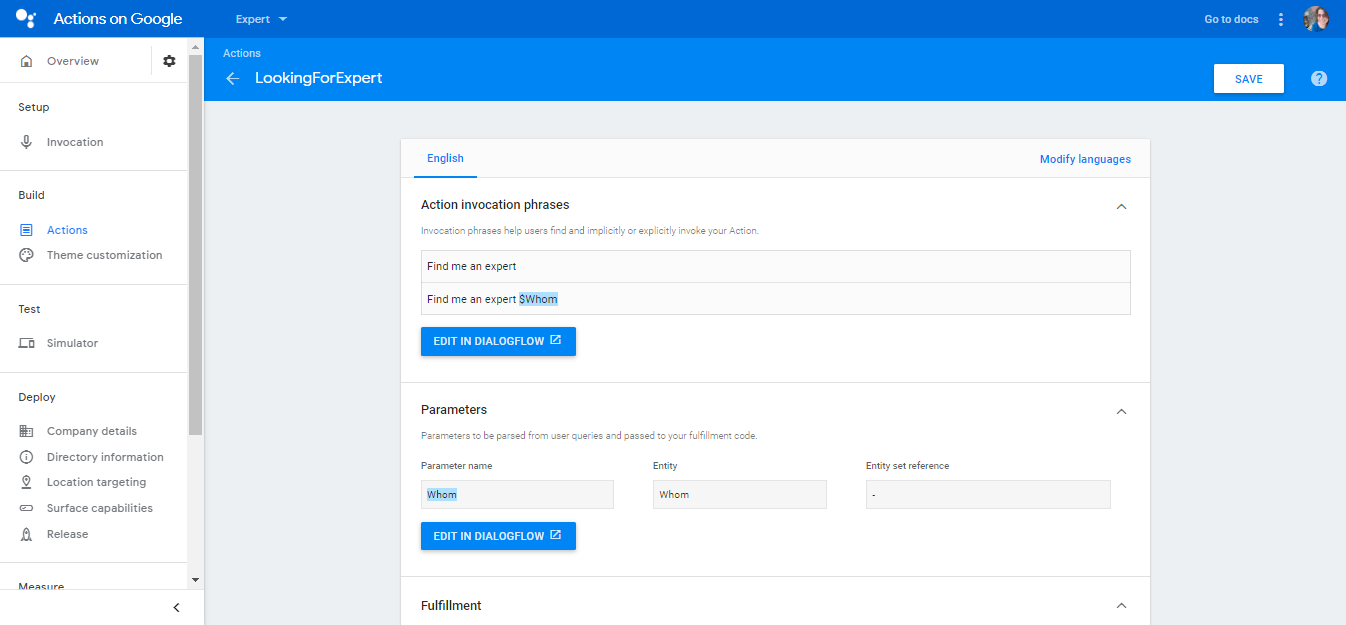 Actions on Google
Expert
Go to docs
Overview
Setup
Invocation
Build
Actions
Theme customization
Test
Simulator
Deploy
Company details
Directory information
Location targeting
Surface capabilities
Release
Measure
Actions
LookingForExpert
SAVE
?
English
Modify languages
Action invocation phrases
Invocation phrases help users find and implicitly or explicitly invoke your Action.
Find me an expert
Find me an expert $Whom
EDIT IN DIALOGFLOW
Parameters
Parameters to be parsed from user queries and passed to your fulfillment code.
Parameter name Entity Entity set reference
Whom Whom -
EDIT IN DIALOGFLOW
Fulfillment